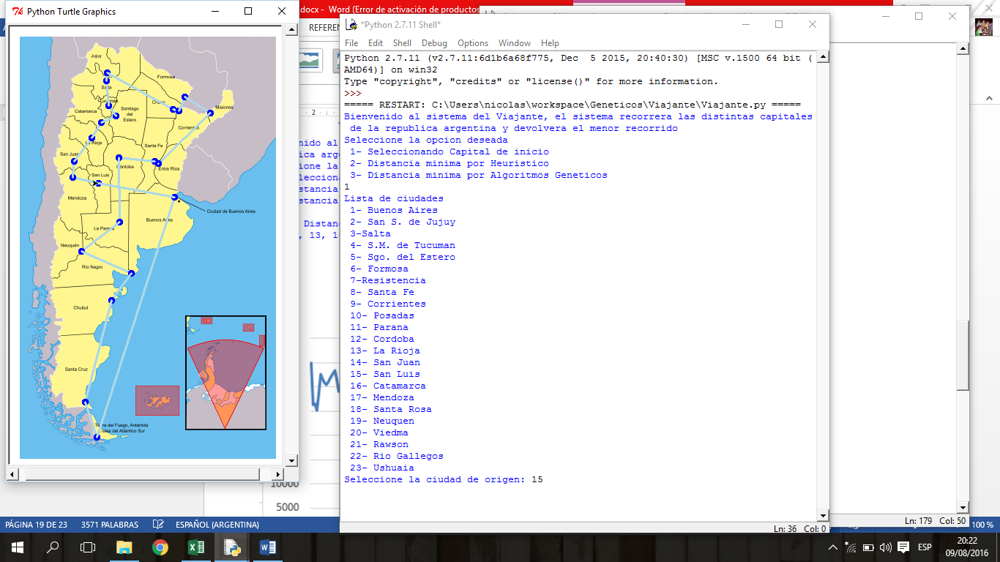 Python Turtle Graphics
.docx - Word (Error de activación de productos
REFEREN
Jujuy
Salta
Formosa
Tucumán
Chaco
Misiones
Catamarca
Santiago
del
Estero
Corrientes
La Rioja
Santa Fe
San Juan
Córdoba
Entre Ríos
San Luis
Mendoza
Ciudad de Buenos Aires
Buenos Aires
La Pampa
Neuquén
Río Negro
Chubut
Santa Cruz
Tierra del Fuego, Antártida
Islas del Atlántico Sur
2
nido al
ica arg
ione la
leccion
stancia
stancia
Distan
, 13, 1
10000
5000
*Python 2.7.11 Shell*
File Edit Shell Debug Options Window Help
Python 2.7.11 (v2.7.11:6d1b6a68f775, Dec  5 2015, 20:40:30) [MSC v.1500 64 bit (
AMD64)] on win32
Type "copyright", "credits" or "license()" for more information.
>>>
===== RESTART: C:\Users\nicolas\workspace\Geneticos\Viajante\Viajante.py =====
Bienvenido al sistema del Viajante, el sistema recorrera las distintas capitales
de la republica argentina y devolvera el menor recorrido
Seleccione la opcion deseada
1- Seleccionando Capital de inicio
2- Distancia minima por Heuristico
3- Distancia minima por Algoritmos Geneticos
1
Lista de ciudades
1- Buenos Aires
2- San S. de Jujuy
3-Salta
4- S.M. de Tucuman
5- Sgo. del Estero
6- Formosa
7-Resistencia
8- Santa Fe
9- Corrientes
10- Posadas
11- Parana
12- Cordoba
13- La Rioja
14- San Juan
15- San Luis
16- Catamarca
17- Mendoza
18- Santa Rosa
19- Neuquen
20- Viedma
21- Rawson
22- Rio Gallegos
23- Ushuaia
Seleccione la ciudad de origen: 15
Ln: 36 Col: 0
Ln: 179 Col: 50
PÁGINA 19 DE 23 3571 PALABRAS ESPAÑOL (ARGENTINA)
100 %
ESP
20:22
09/08/2016